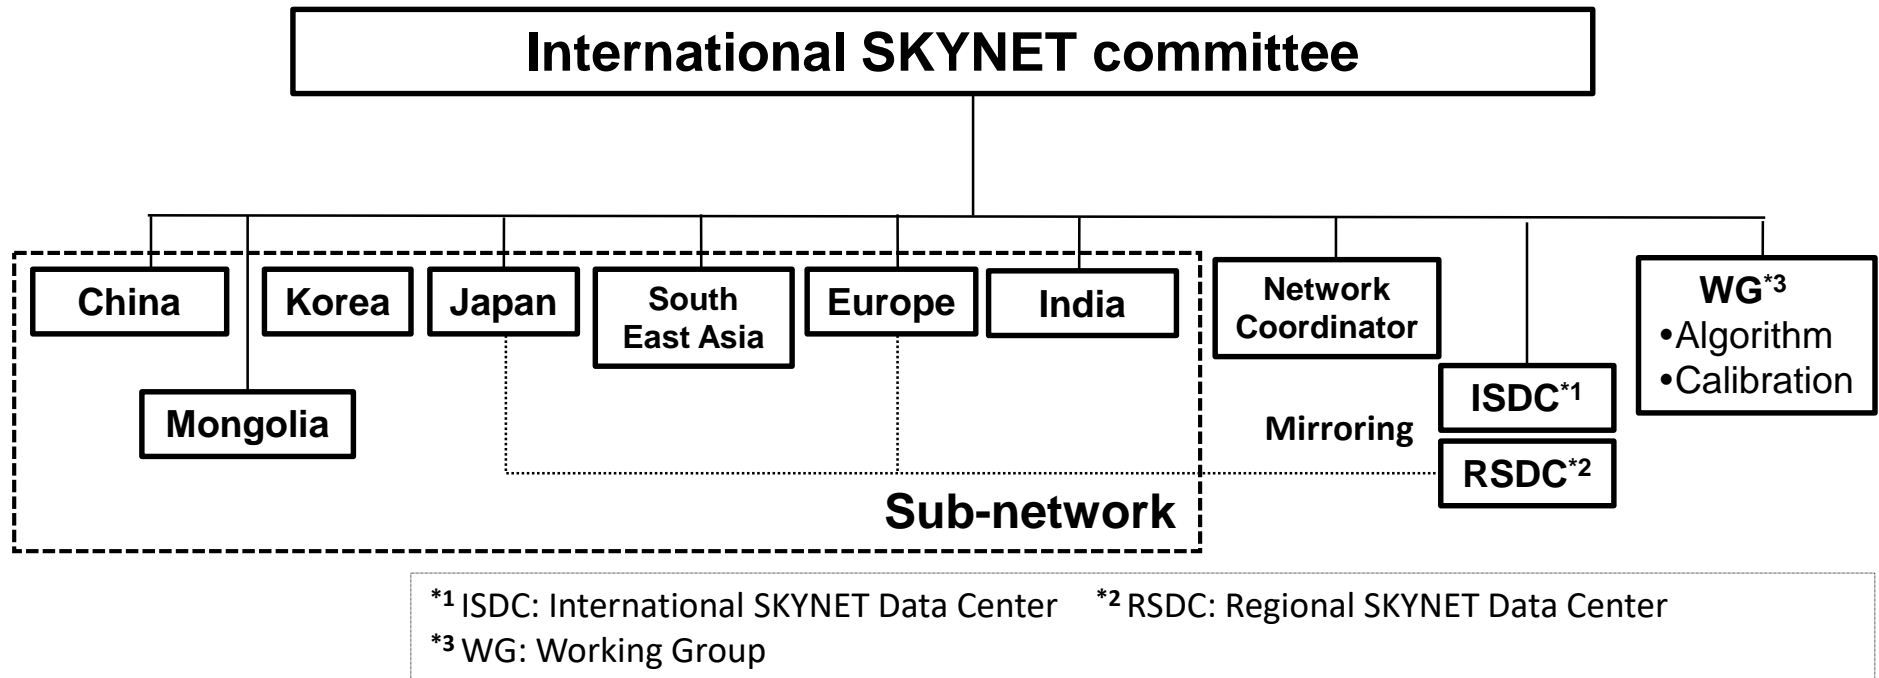 International SKYNET committee
China
Korea
Japan
South
East Asia
Europe
India
Network
Coordinator
WG*3
•Algorithm
•Calibration
Mongolia
ISDC*1
Mirroring
RSDC*2
Sub-network
*1 ISDC: International SKYNET Data Center *2 RSDC: Regional SKYNET Data Center
*3 WG: Working Group